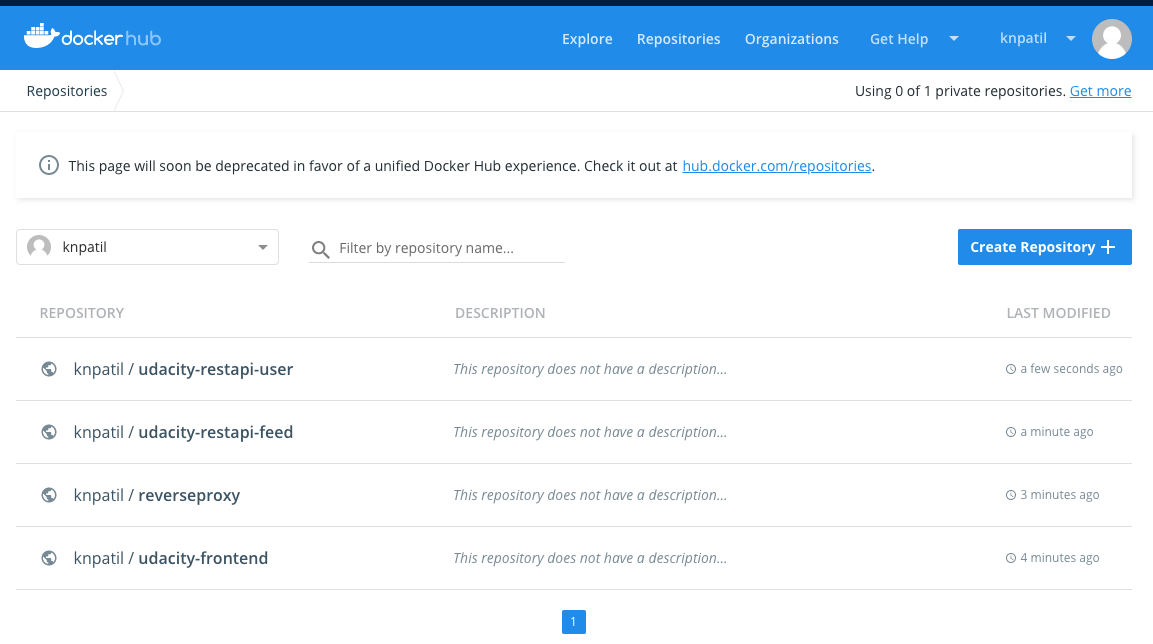 dockerhub Explore Repositories Organizations Get Help knpatil
Repositories Using 0 of 1 private repositories. Get more
This page will soon be deprecated in favor of a unified Docker Hub experience. Check it out at hub.docker.com/repositories.
knpatil Filter by repository name... Create Repository +
REPOSITORY DESCRIPTION LAST MODIFIED
knpatil / udacity-restapi-user This repository does not have a description... a few seconds ago
knpatil / udacity-restapi-feed This repository does not have a description... a minute ago
knpatil / reverseproxy This repository does not have a description... 3 minutes ago
knpatil / udacity-frontend This repository does not have a description... 4 minutes ago
1